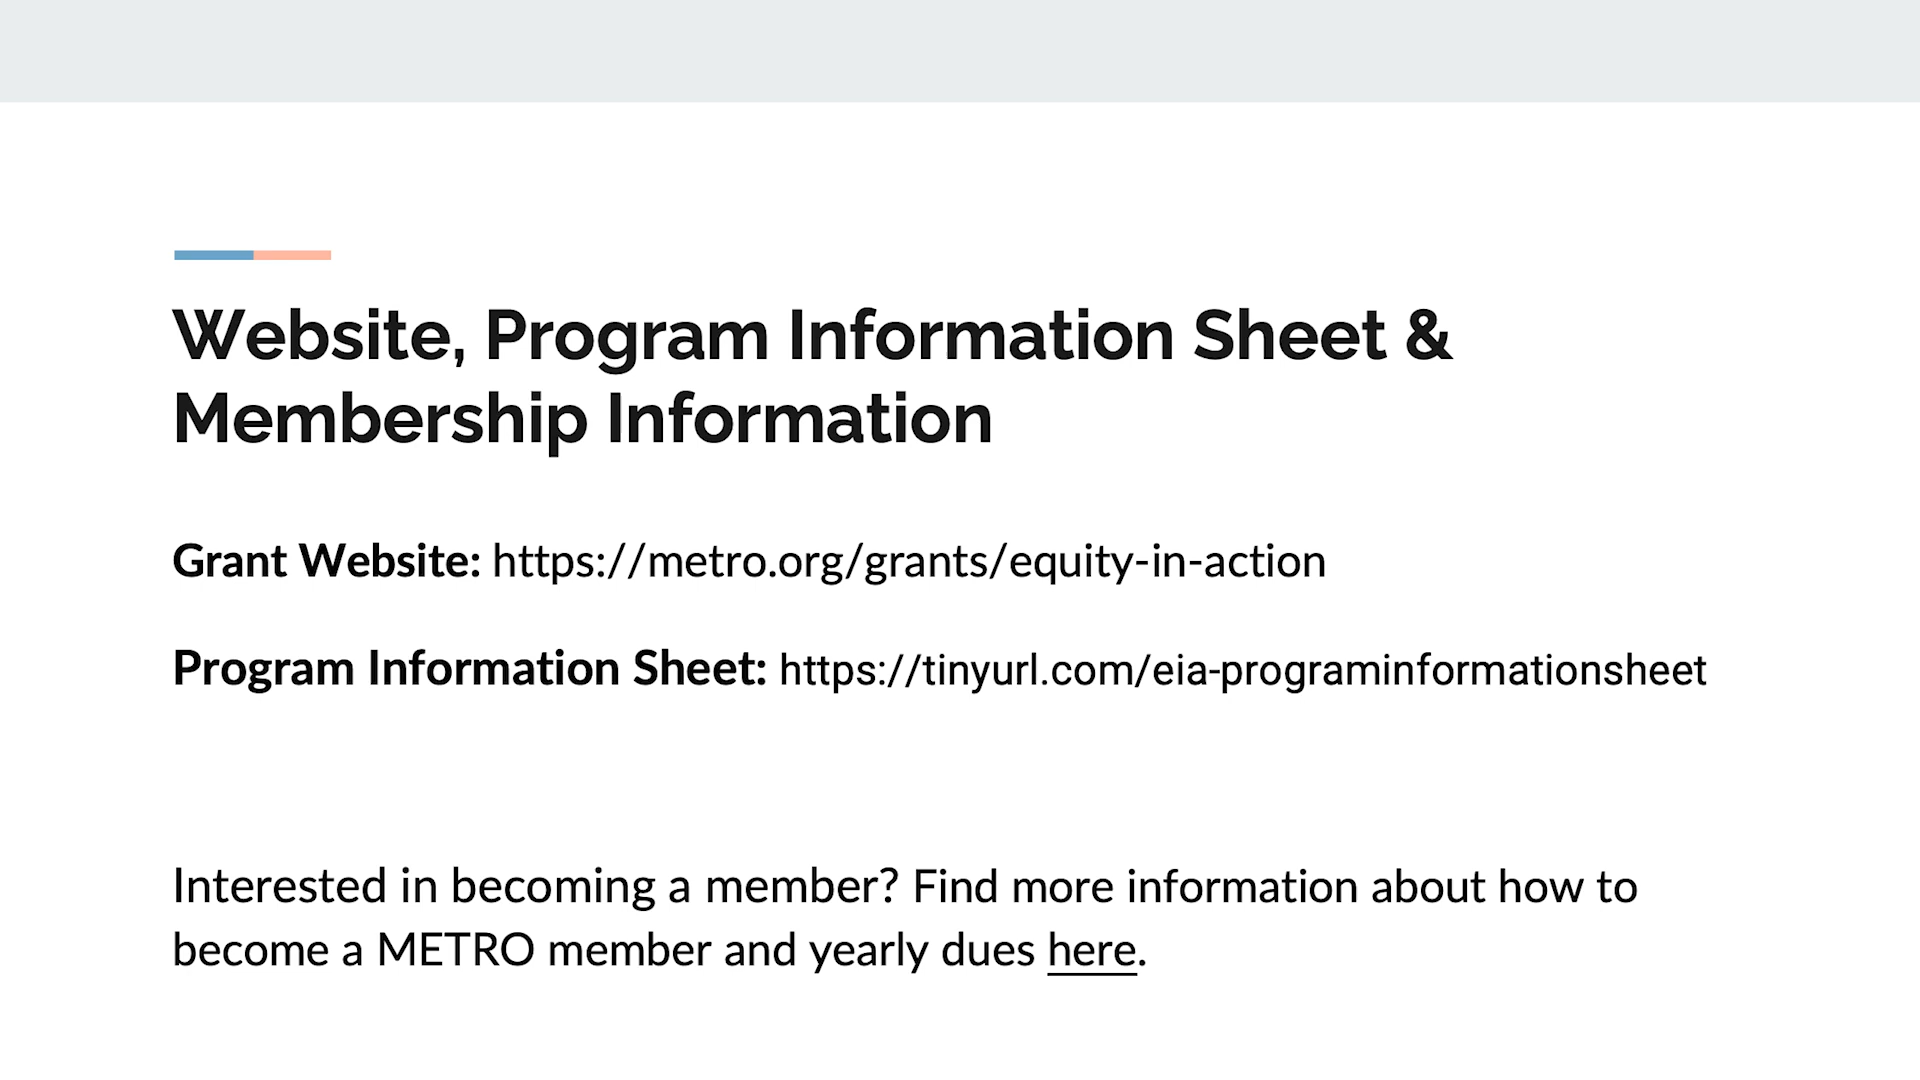 Website, Program Information Sheet &
Membership Information
Grant Website: https://metro.org/grants/equity-in-action
Program Information Sheet: https://tinyurl.com/eia-programinformationsheet
Interested in becoming a member? Find more information about how to
become a METRO member and yearly dues here.